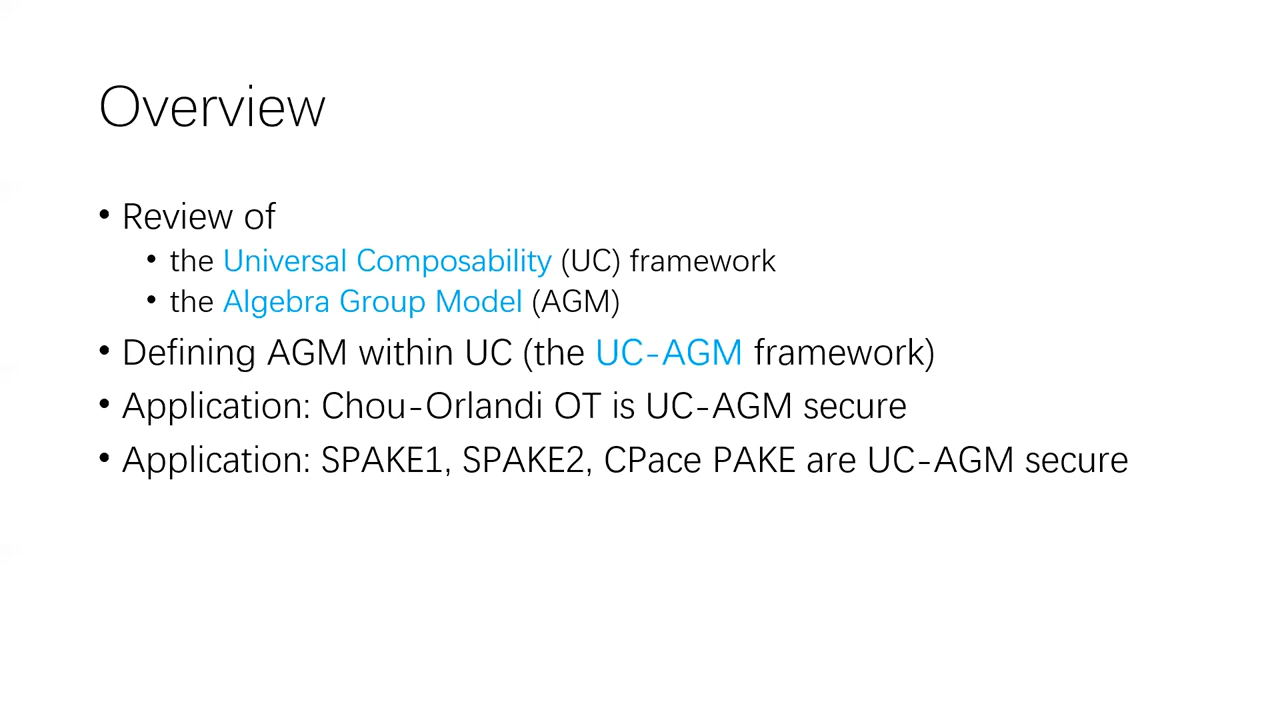 Overview
• Review of
• the Universal Composability (UC) framework
• the Algebra Group Model (AGM)
• Defining AGM within UC (the UC-AGM framework)
• Application: Chou-Orlandi OT is UC-AGM secure
• Application: SPAKE1, SPAKE2, CPace PAKE are UC-AGM secure